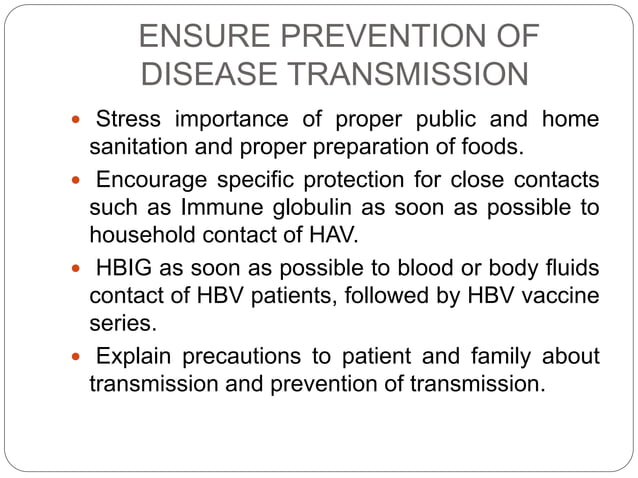 ENSURE PREVENTION OF
DISEASE TRANSMISSION
• Stress importance of proper public and home
sanitation and proper preparation of foods.
• Encourage specific protection for close contacts
such as Immune globulin as soon as possible to
household contact of HAV.
• HBIG as soon as possible to blood or body fluids
contact of HBV patients, followed by HBV vaccine
series.
• Explain precautions to patient and family about
transmission and prevention of transmission.